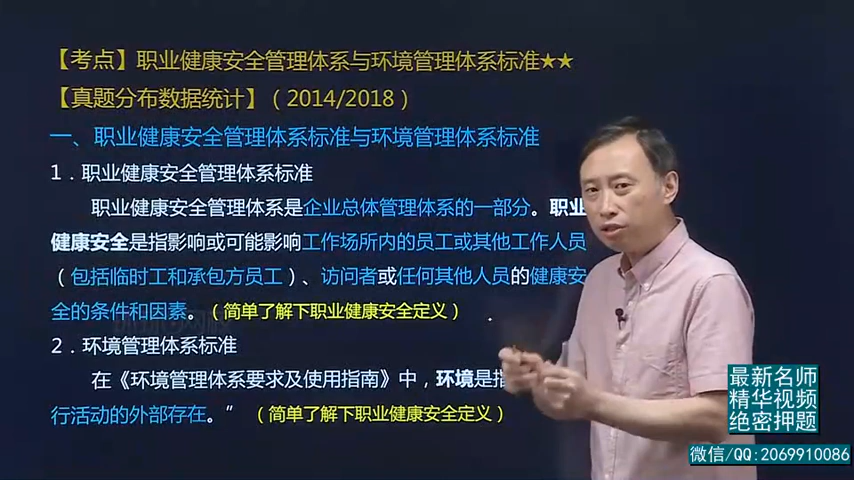 【考点】职业健康安全管理体系与环境管理体系标准★★
【真题分布数据统计】（2014/2018）
一、职业健康安全管理体系标准与环境管理体系标准
1．职业健康安全管理体系标准
职业健康安全管理体系是企业总体管理体系的一部分。职业
健康安全是指影响或可能影响工作场所内的员工或其他工作人员
（包括临时工和承包方员工）、访问者或任何其他人员的健康安
全的条件和因素。（简单了解下职业健康安全定义）
2．环境管理体系标准
在《环境管理体系要求及使用指南》中，环境是指
行活动的外部存在。”（简单了解下职业健康安全定义）
最新名师
精华视频
绝密押题
微信/QQ:2069910086